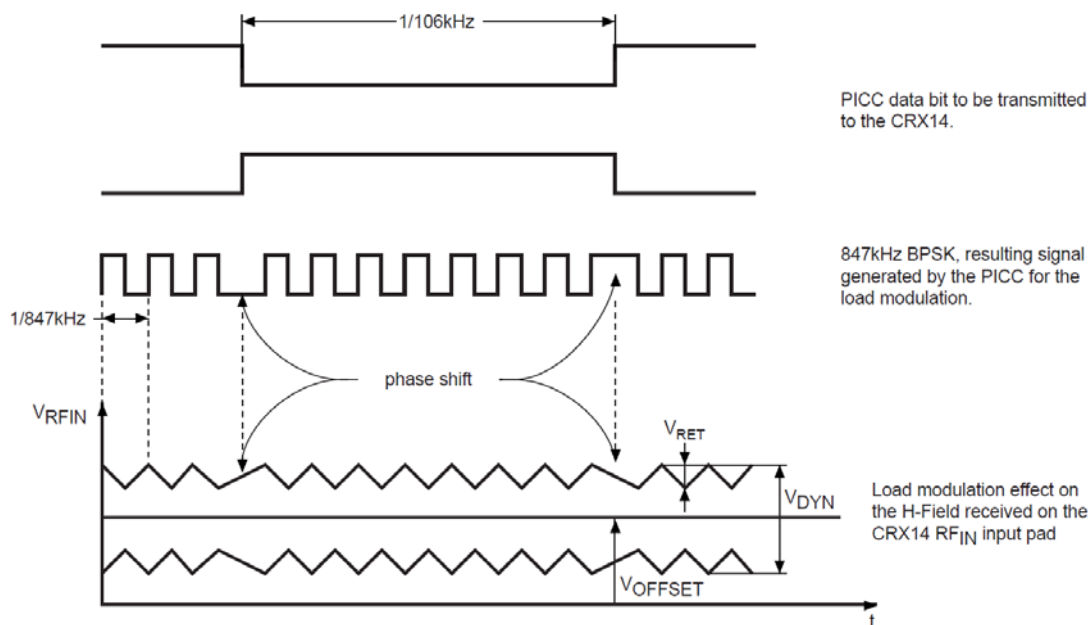 1/106kHz
PICC data bit to be transmitted
to the CRX14.
847kHz BPSK, resulting signal
generated by the PICC for the
load modulation.
1/847kHz
phase shift
VRFIN
VRET
VDYN
Load modulation effect on
the H-Field received on the
CRX14 RFIN input pad
VOFFSET
t